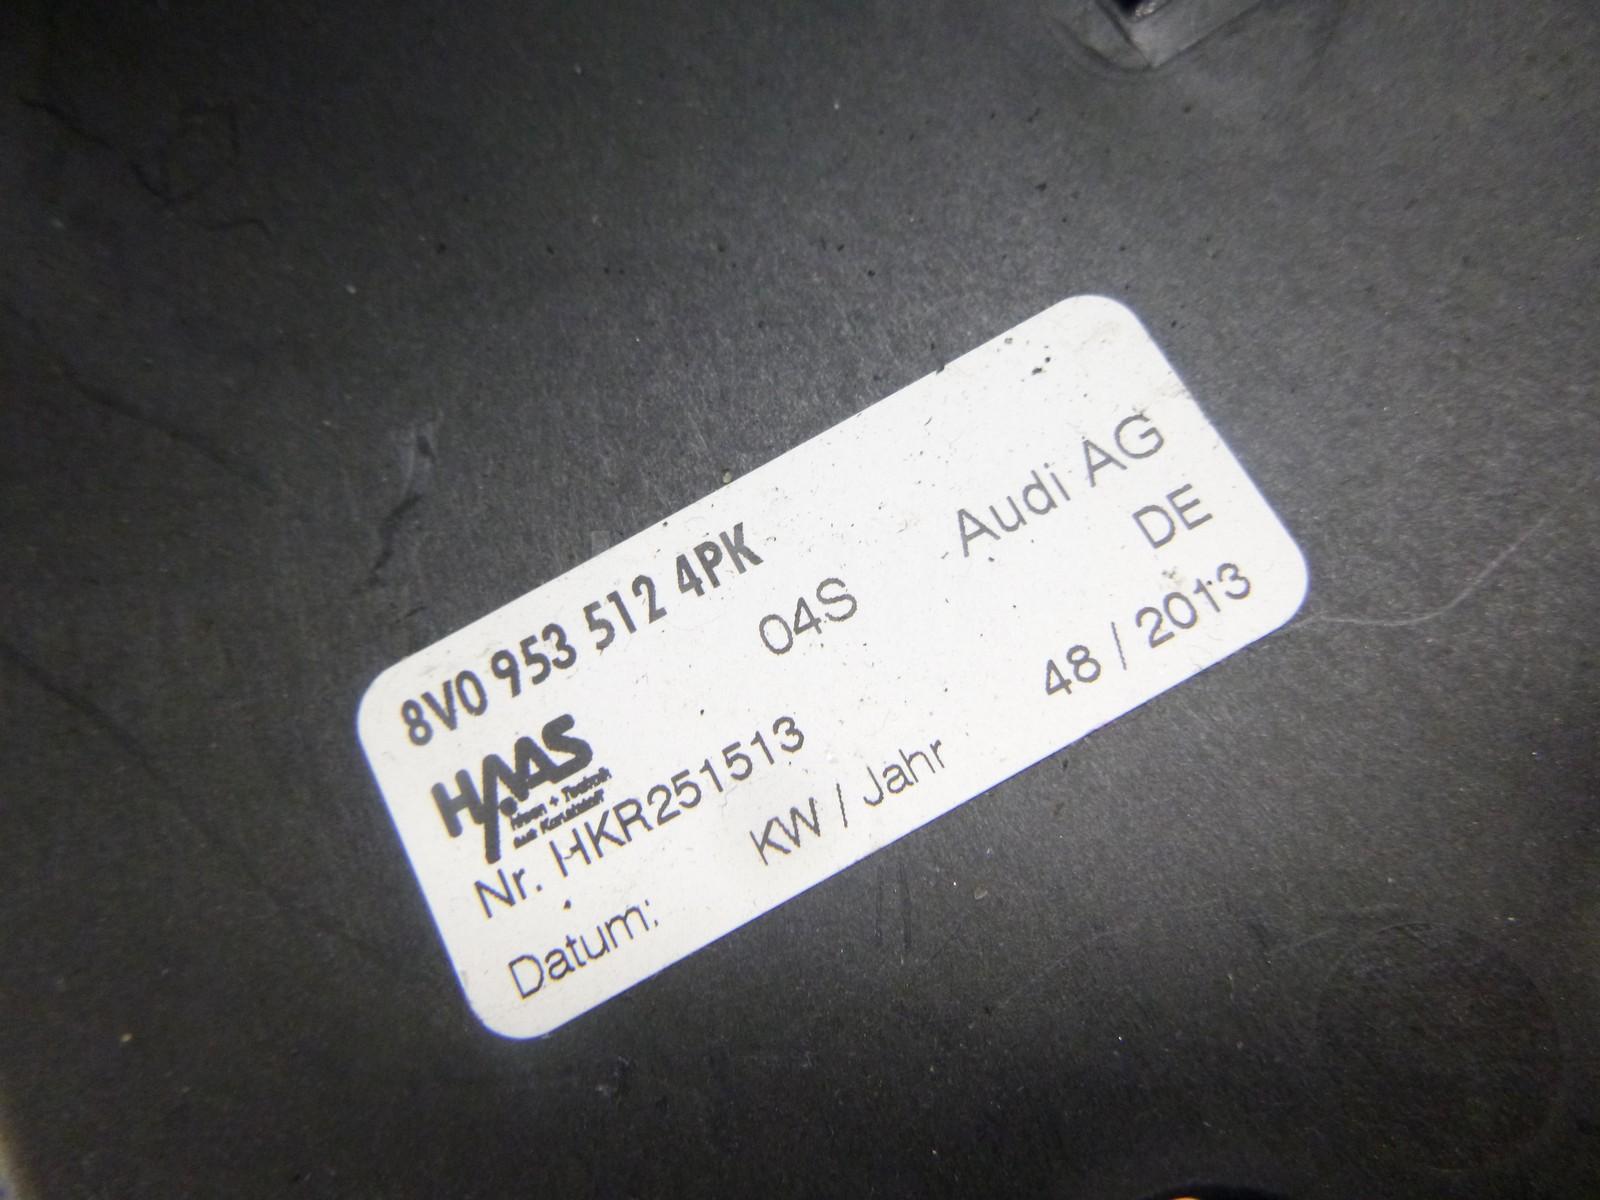 8V0 953 512 4PK
04S
Audi AG
HAAS
DE
Nr. HKR251513
Datum: KW / Jahr 48 / 2013